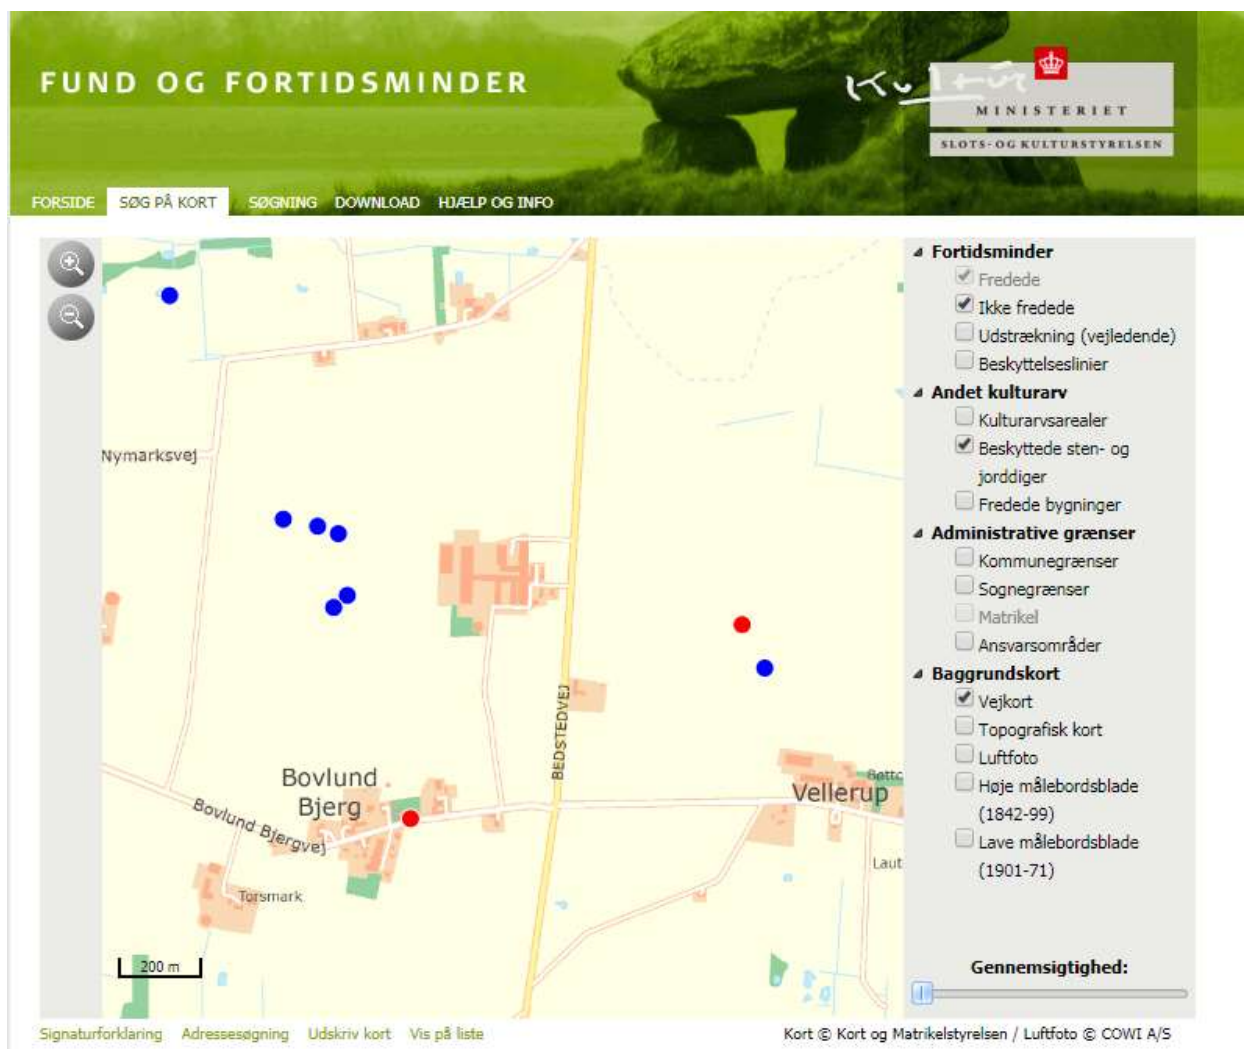 FUND OG FORTIDSMINDER
Kultur
MINISTERIET
SLOTS- OG KULTURSTYRELSEN
FORSIDE
SØG PÅ KORT
SØGNING
DOWNLOAD
HJÆLP OG INFO
Nymarksvej
BEDSTEDVEJ
Bovlund
Bjerg
Bovlund Bjergvej
Torsmark
Vellerup
Bøttc
Laut
200 m
Fortidsminder
Fredede
Ikke fredede
Udstrækning (vejledende)
Beskyttelseslinier
Andet kulturarv
Kulturarvsarealer
Beskyttede sten- og
jorddiger
Fredede bygninger
Administrative grænser
Kommunegrænser
Sognegrænser
Matrikel
Ansvarsområder
Baggrundskort
Vejkort
Topografisk kort
Luftfoto
Høje målebordsblade
(1842-99)
Lave målebordsblade
(1901-71)
Gennemsigtighed:
Signaturforklaring
Adressesøgning
Udskriv kort
Vis på liste
Kort © Kort og Matrikelstyrelsen / Luftfoto © COWI A/S